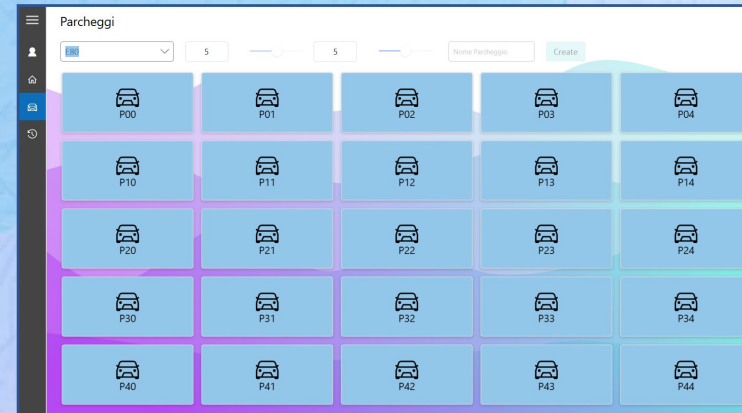 Parcheggi
E80 5 5 Nome Parcheggio Create
P00 P01 P02 P03 P04
P10 P11 P12 P13 P14
P20 P21 P22 P23 P24
P30 P31 P32 P33 P34
P40 P41 P42 P43 P44